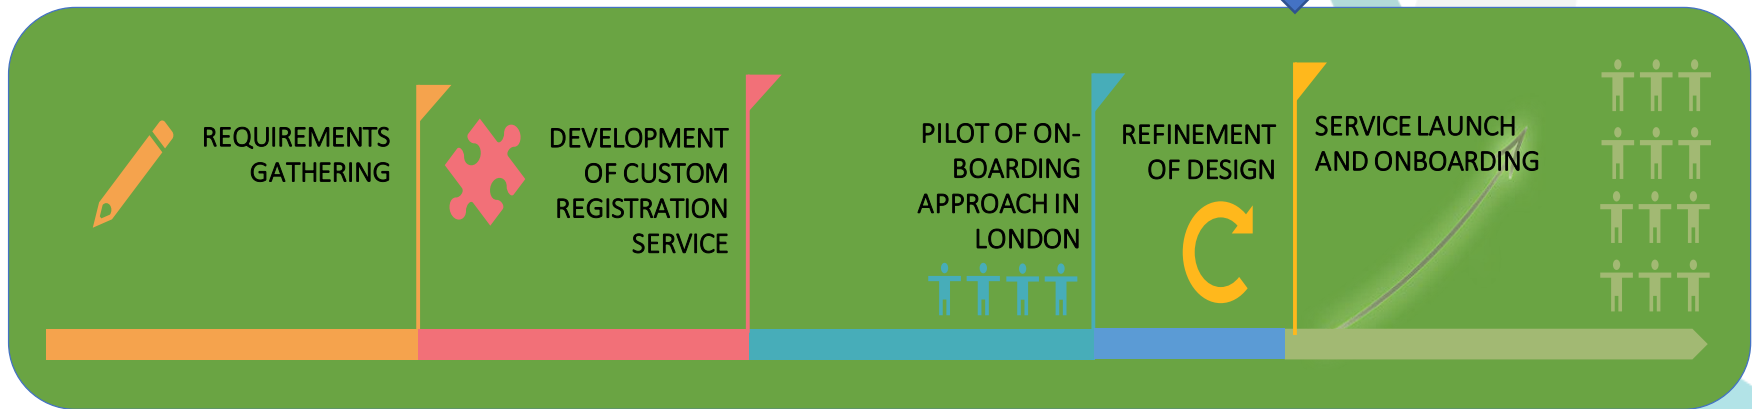 REQUIREMENTS
GATHERING
DEVELOPMENT
OF CUSTOM
REGISTRATION
SERVICE
PILOT OF ON-
BOARDING
APPROACH IN
LONDON
REFINEMENT
OF DESIGN
SERVICE LAUNCH
AND ONBOARDING